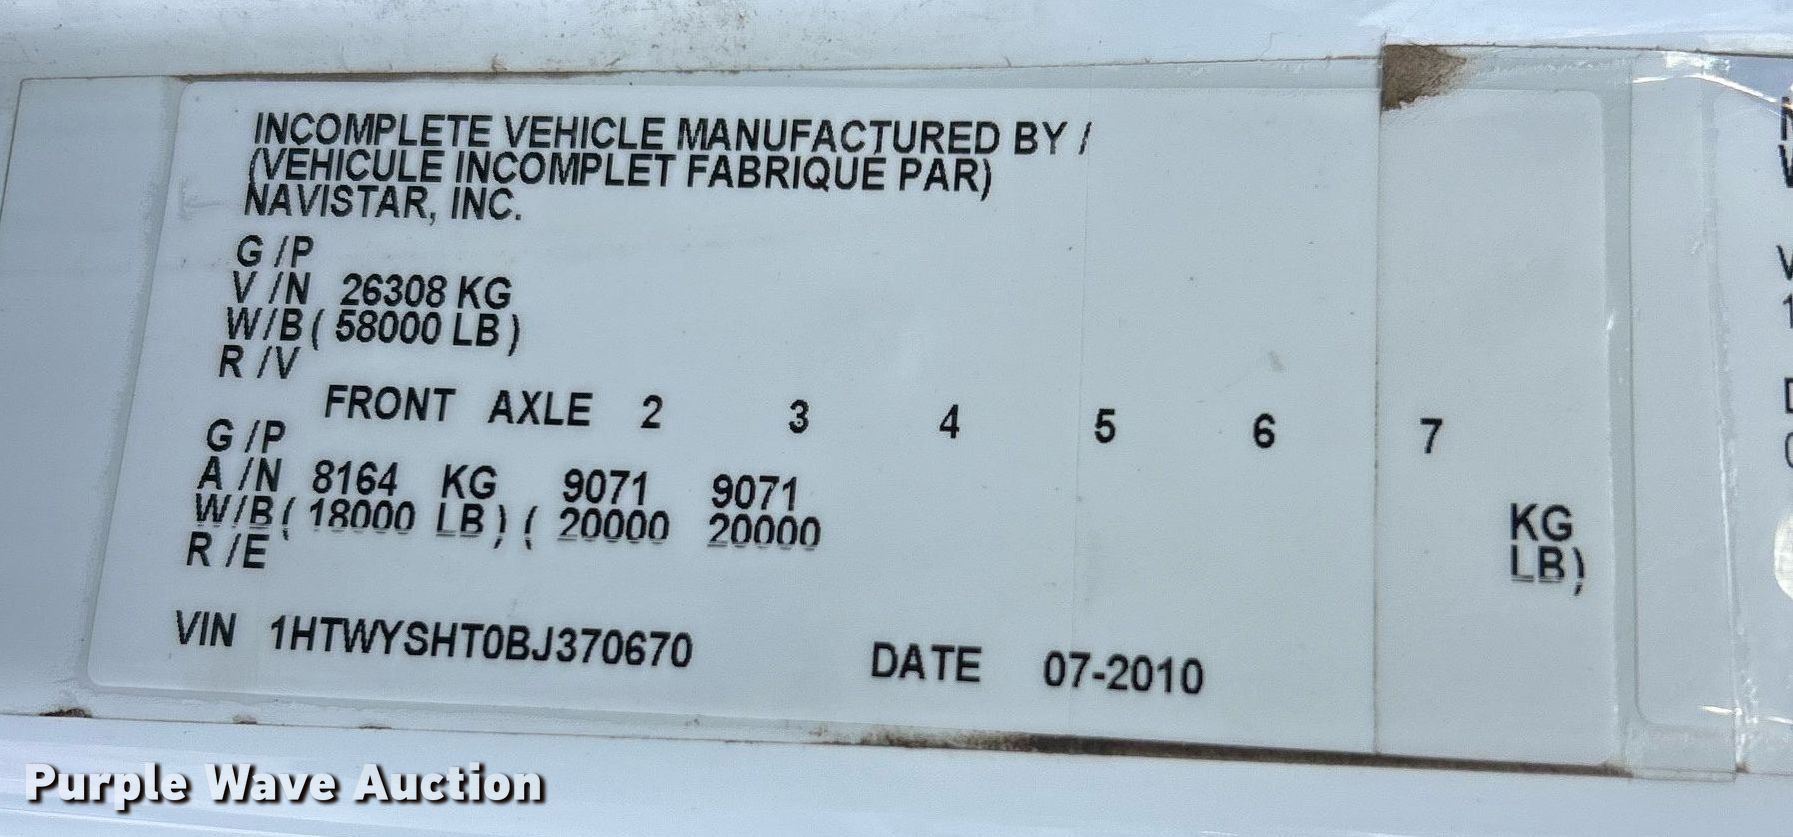 INCOMPLETE VEHICLE MANUFACTURED BY /
(VEHICULE INCOMPLET FABRIQUE PAR)
NAVISTAR, INC.
G /P
V /N 26308 KG
W/B ( 58000 LB )
R /V
FRONT AXLE 2 3 4 5 6 7
G /P
A /N 8164 KG 9071 9071 KG
W/B ( 18000 LB ) ( 20000 20000 LB )
R /E
VIN 1HTWYSHT0BJ370670 DATE 07-2010
Purple Wave Auction